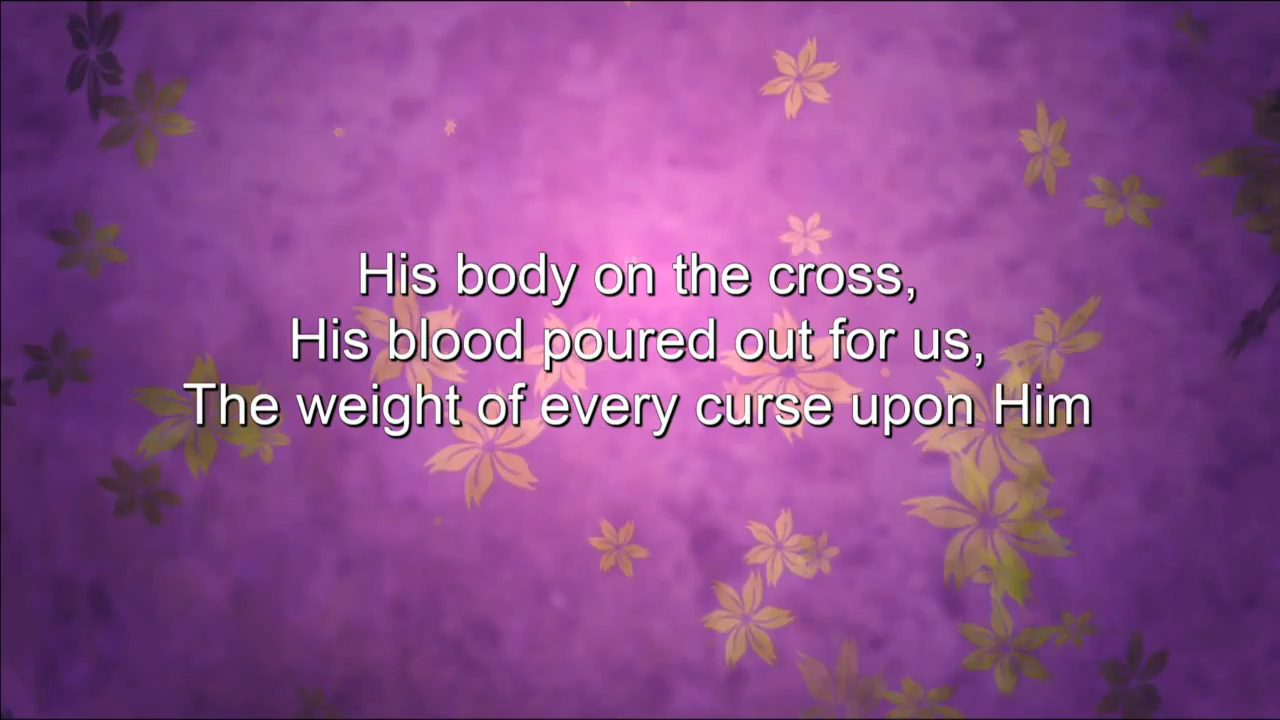 His body on the cross,
His blood poured out for us,
The weight of every curse upon Him